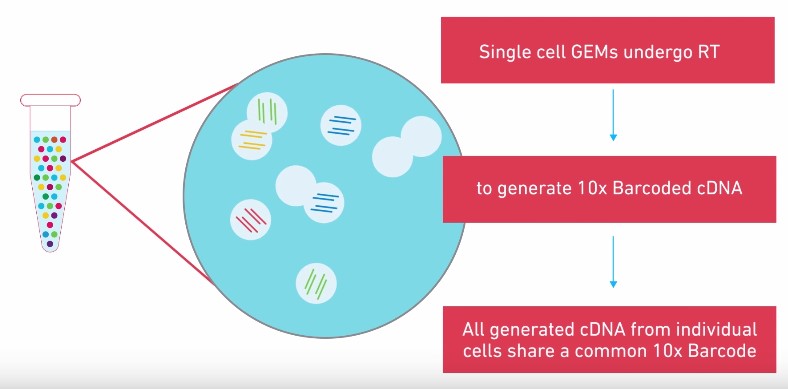 Single cell GEMs undergo RT
to generate 10x Barcoded cDNA
All generated cDNA from individual
cells share a common 10x Barcode